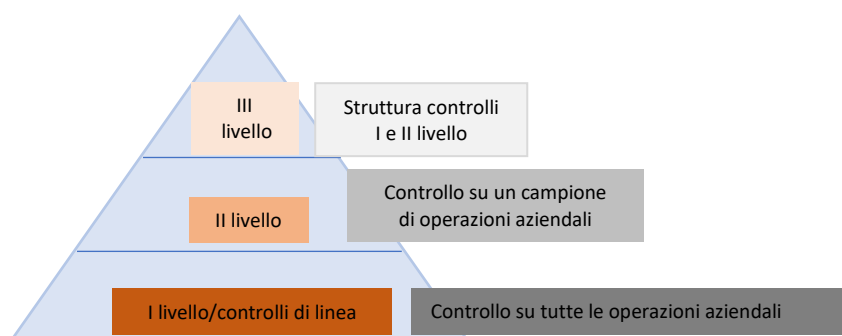 III
livello
Struttura controlli
I e II livello
Controllo su un campione
di operazioni aziendali
II livello
I livello/controlli di linea
Controllo su tutte le operazioni aziendali